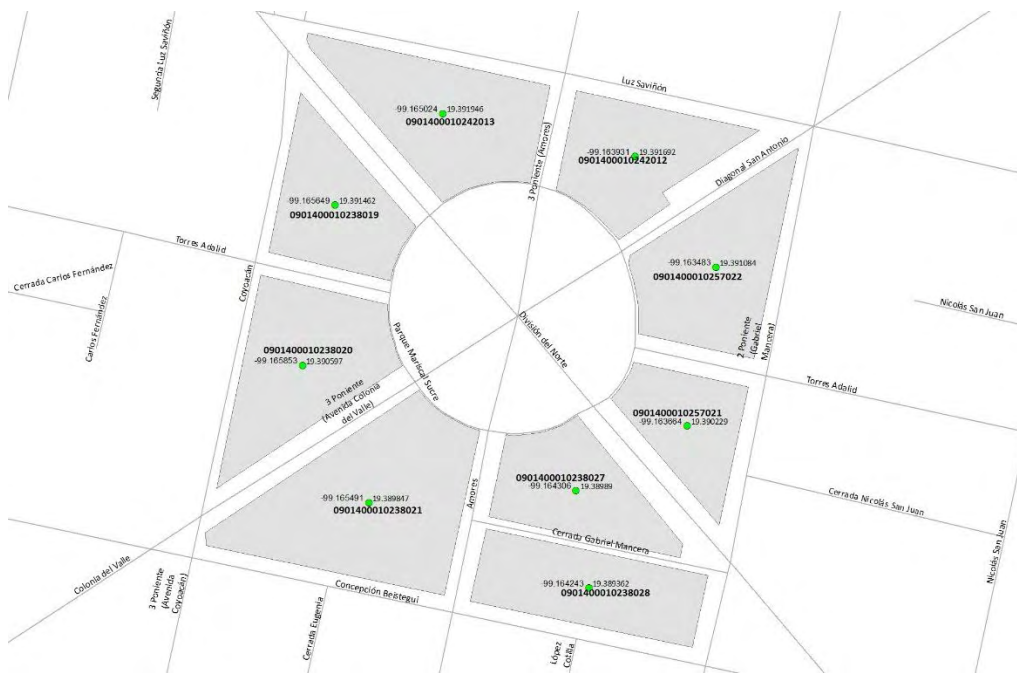 Segunda Luz Saviñón
Luz Saviñón
-99.165024 19.391946
0901400010242013
3 Poniente (Amores)
-99.163931 19.391692
0901400010242012
Diagonal San Antonio
-99.165649 19.391462
0901400010238019
Torres Adalid
Cerrada Carlos Fernández
Carlos Fernández
Coyoacán
-99.163483 19.391084
0901400010257022
2 Poniente
(Gabriel
Mancera)
Nicolás San Juan
División del Norte
Parque Mariscal Sucre
0901400010238020
-99.165853 19.390597
3 Poniente
(Avenida Colonia
del Valle)
Torres Adalid
0901400010257021
-99.163664 19.390229
0901400010238027
-99.164306 19.38989
-99.165491 19.389847
0901400010238021
Amores
Cerrada Nicolás San Juan
Nicolás San Juan
Cerrada Gabriel Mancera
-99.164243 19.389362
0901400010238028
Colonia del Valle
3 Poniente
(Avenida
Coyoacán)
Concepción Beistegui
Cerrada Eugenia
López
Cotilla